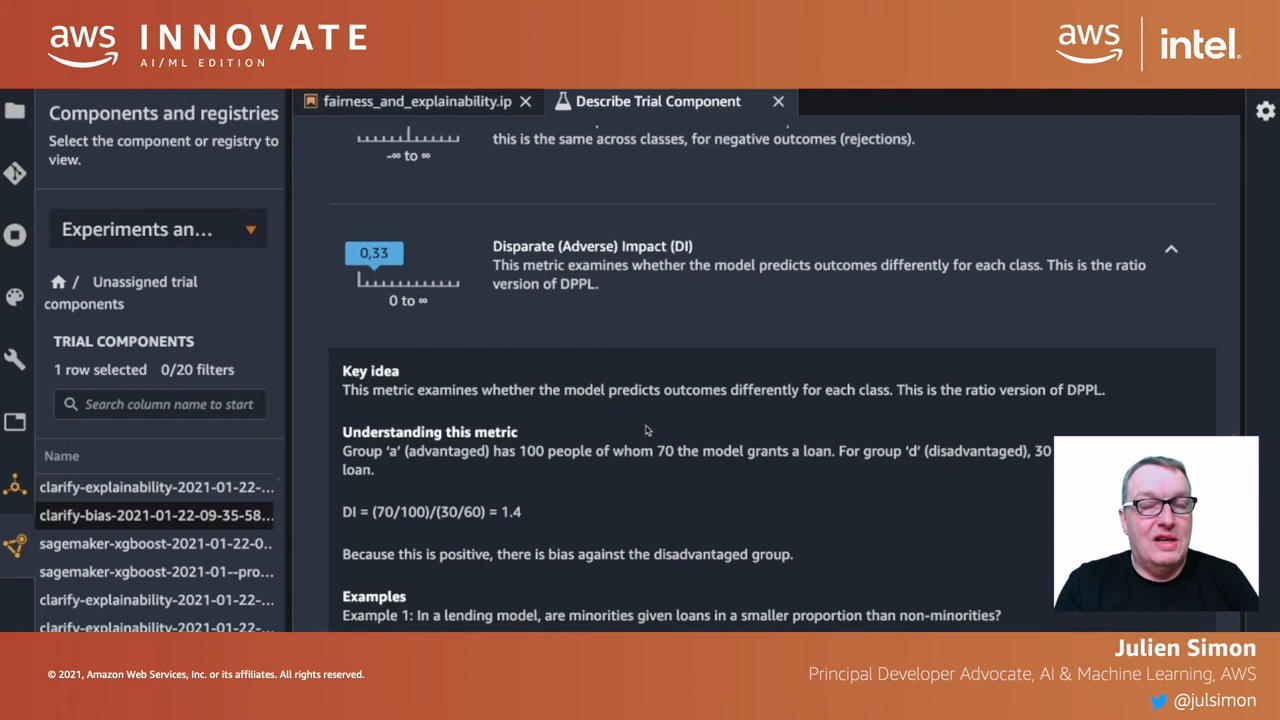 aws INNOVATE
AI/ML EDITION
aws intel.
Components and registries
Select the component or registry to
view.
Experiments an...
/ Unassigned trial
components
TRIAL COMPONENTS
1 row selected 0/20 filters
Search column name to start
Name
clarify-explainability-2021-01-22-...
clarify-bias-2021-01-22-09-35-58...
sagemaker-xgboost-2021-01-22-0...
sagemaker-xgboost-2021-01--pro...
clarify-explainability-2021-01-22-...
clarify-explainability-2021-01-22-...
fairness_and_explainability.ip
Describe Trial Component
this is the same across classes, for negative outcomes (rejections).
-∞ to ∞
0,33
0 to ∞
Disparate (Adverse) Impact (DI)
This metric examines whether the model predicts outcomes differently for each class. This is the ratio
version of DPPL.
Key idea
This metric examines whether the model predicts outcomes differently for each class. This is the ratio version of DPPL.
Understanding this metric
Group 'a' (advantaged) has 100 people of whom 70 the model grants a loan. For group 'd' (disadvantaged), 30
loan.
DI = (70/100)/(30/60) = 1.4
Because this is positive, there is bias against the disadvantaged group.
Examples
Example 1: In a lending model, are minorities given loans in a smaller proportion than non-minorities?
© 2021, Amazon Web Services, Inc. or its affiliates. All rights reserved.
Julien Simon
Principal Developer Advocate, AI & Machine Learning, AWS
@julsimon